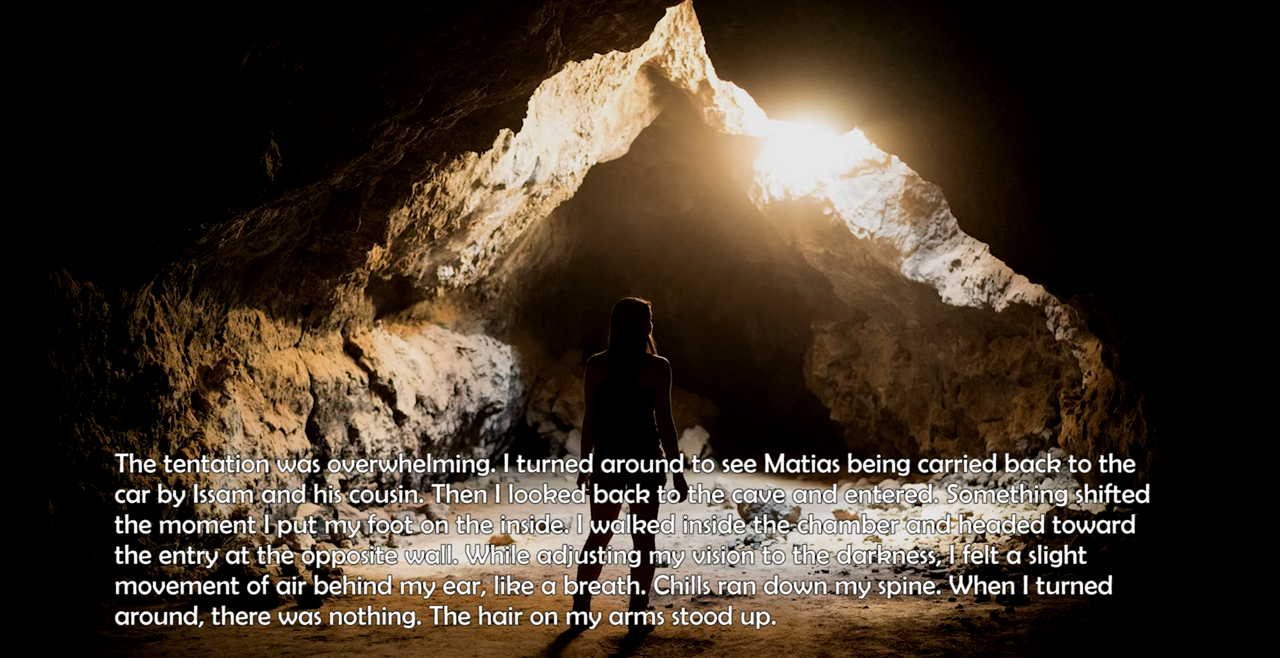 The tentation was overwhelming. I turned around to see Matias being carried back to the
car by Issam and his cousin. Then I looked back to the cave and entered. Something shifted
the moment I put my foot on the inside. I walked inside the chamber and headed toward
the entry at the opposite wall. While adjusting my vision to the darkness, I felt a slight
movement of air behind my ear, like a breath. Chills ran down my spine. When I turned
around, there was nothing. The hair on my arms stood up.